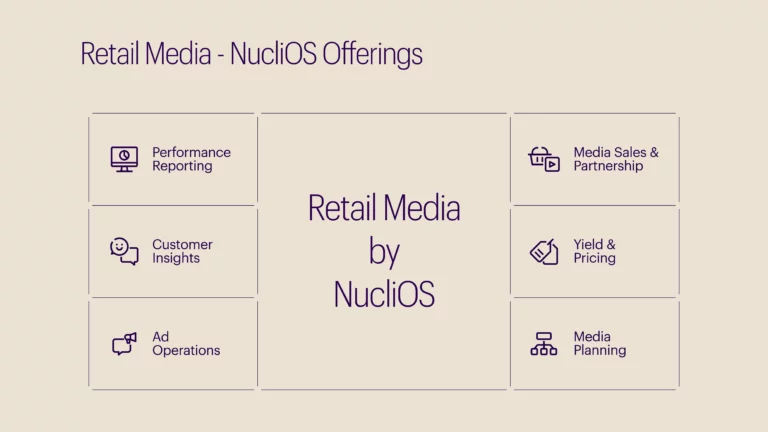 Retail Media - NucliOS Offerings
Performance
Reporting
Customer
Insights
Ad
Operations
Retail Media
by
NucliOS
Media Sales &
Partnership
Yield &
Pricing
Media
Planning